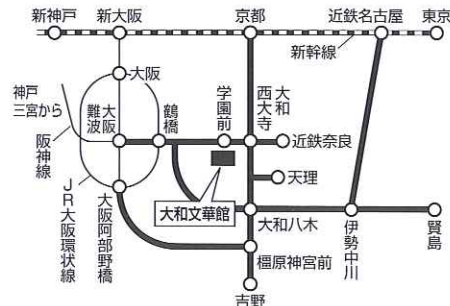 新神戸
新大阪
京都
近鉄名古屋
東京
新幹線
大阪
神戸
三宮から
阪神線
大阪
難波
鶴橋
学園前
大和
西大寺
近鉄奈良
天理
大和文華館
JR大阪環状線
大阪阿部野橋
大和八木
伊勢中川
賢島
橿原神宮前
吉野